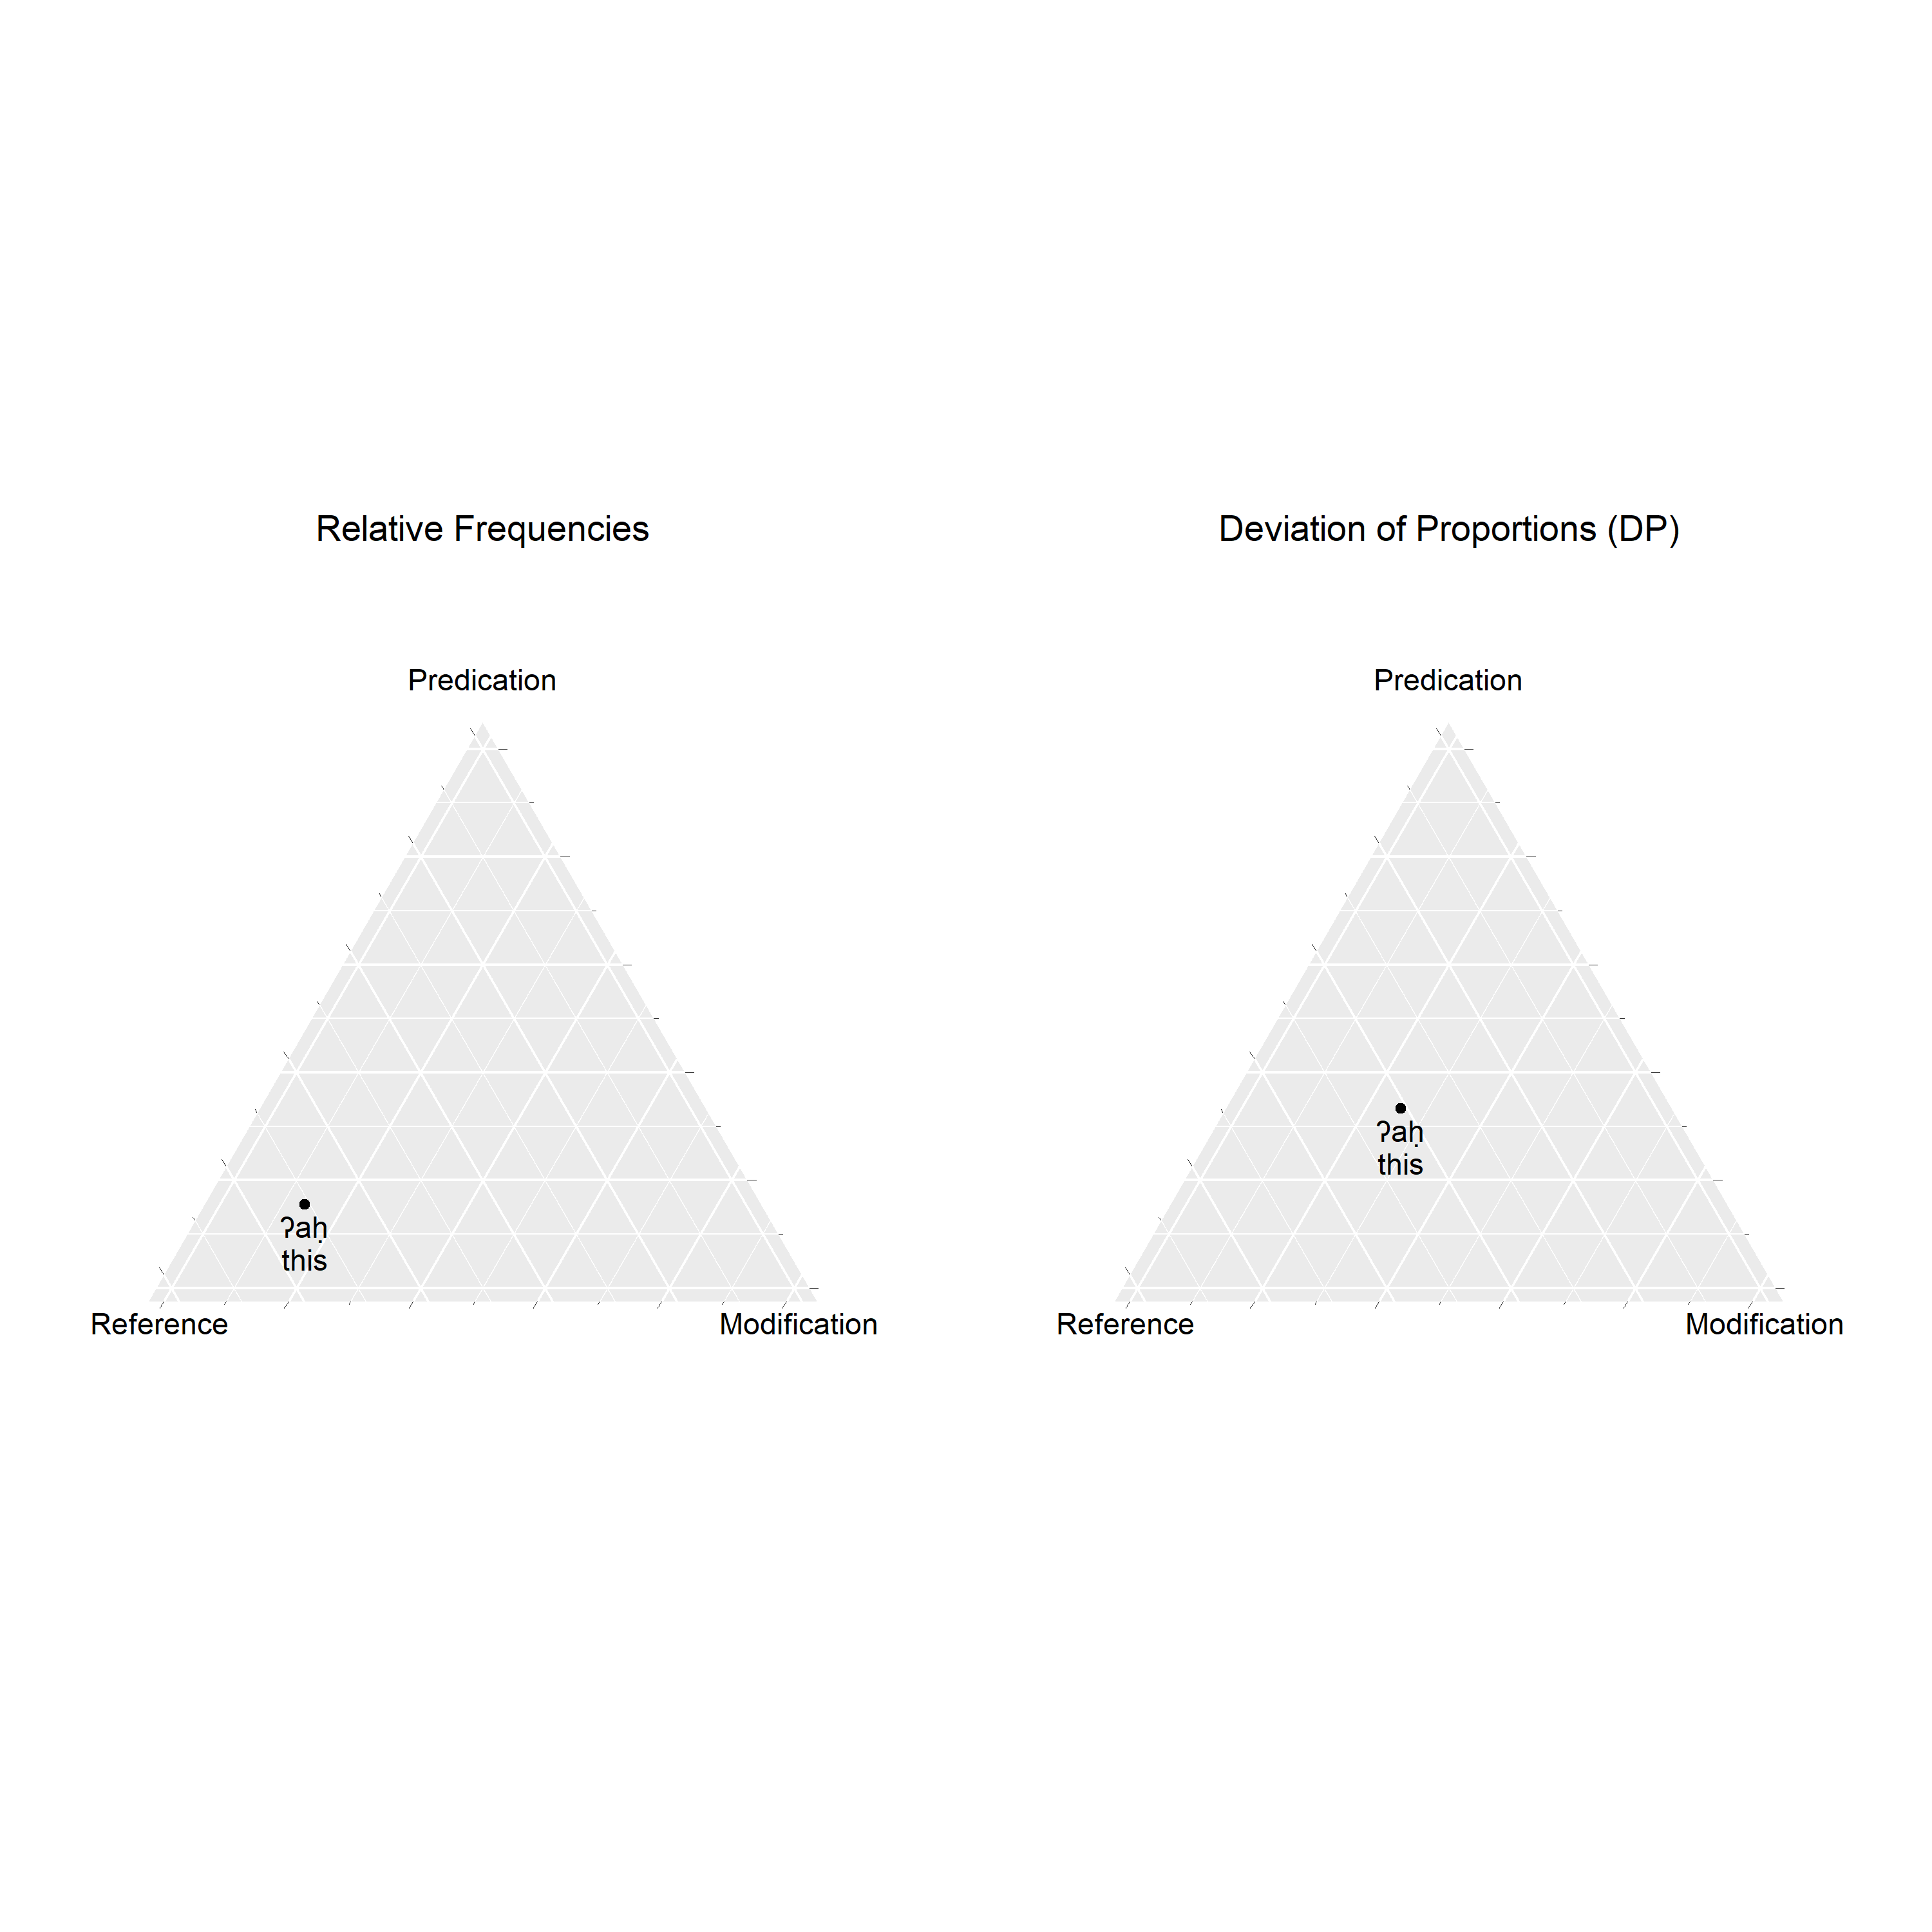 Relative Frequencies
Predication
ʔaḥ
this
Reference
Modification
Deviation of Proportions (DP)
Predication
ʔaḥ
this
Reference
Modification